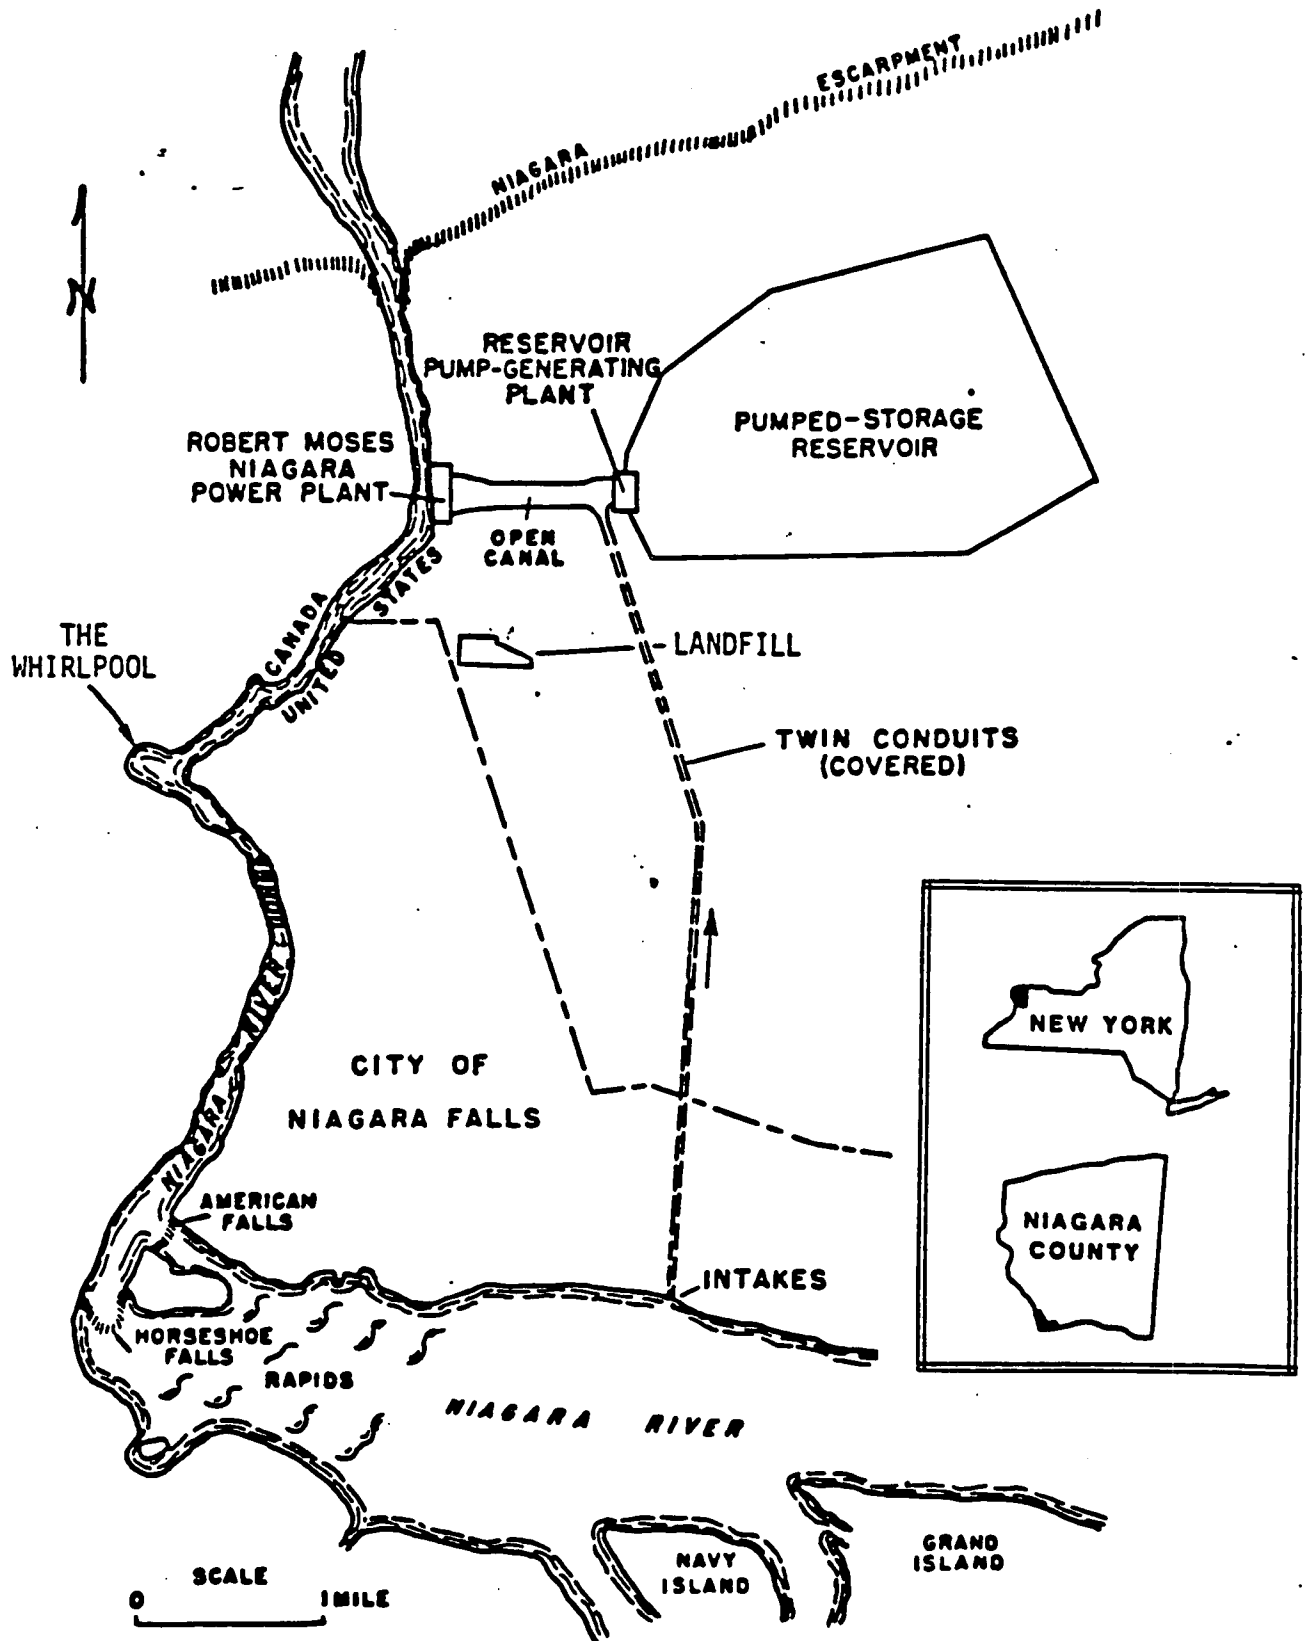 ESCARPMENT
NIAGARA
N
RESERVOIR
PUMP-GENERATING
PLANT
PUMPED-STORAGE
RESERVOIR
ROBERT MOSES
NIAGARA
POWER PLANT
OPEN
CANAL
CANADA
UNITED STATES
THE
WHIRLPOOL
LANDFILL
TWIN CONDUITS
(COVERED)
NEW YORK
CITY OF
NIAGARA FALLS
NIAGARA RIVER
AMERICAN
FALLS
NIAGARA
COUNTY
INTAKES
HORSESHOE
FALLS
RAPIDS
NIAGARA RIVER
NAVY
ISLAND
GRAND
ISLAND
SCALE
0 1 MILE